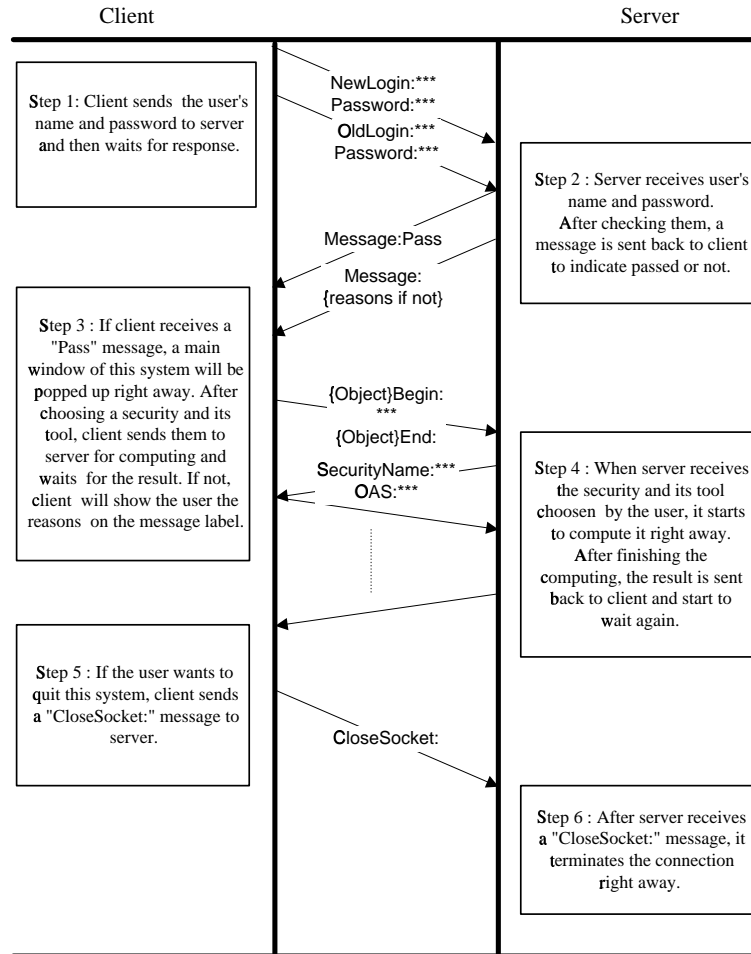 Client
Server
NewLogin:***
Password:***
OldLogin:***
Password:***
Step 1: Client sends the user's
name and password to server
and then waits for response.
Step 2 : Server receives user's
name and password.
After checking them, a
message is sent back to client
to indicate passed or not.
Message:Pass
Message:
{reasons if not}
Step 3 : If client receives a
"Pass" message, a main
window of this system will be
popped up right away. After
choosing a security and its
tool, client sends them to
server for computing and
waits for the result. If not,
client will show the user the
reasons on the message label.
{Object}Begin:
***
{Object}End:
SecurityName:***
OAS:***
Step 4 : When server receives
the security and its tool
choosen by the user, it starts
to compute it right away.
After finishing the
computing, the result is sent
back to client and start to
wait again.
Step 5 : If the user wants to
quit this system, client sends
a "CloseSocket:" message to
server.
CloseSocket:
Step 6 : After server receives
a "CloseSocket:" message, it
terminates the connection
right away.